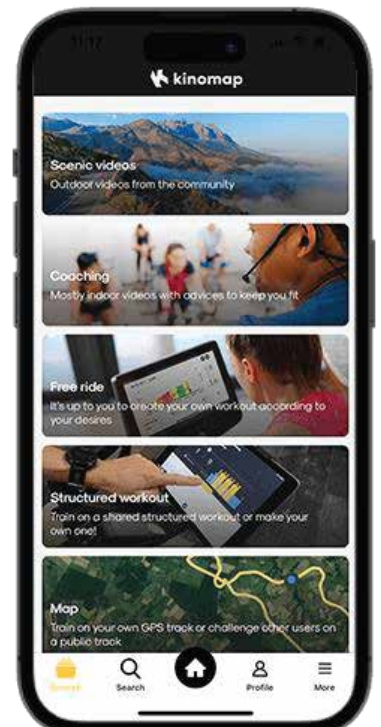 kinomap
Scenic videos
Outdoor videos from the community
Coaching
Mostly indoor videos with advices to keep you fit
Free ride
It's up to you to create your own workout according to
your desires
Structured workout
Train on a shared structured workout or make your
own one!
Map
Train on your own GPS track or challenge other users on
a public track
Search
Profile
More